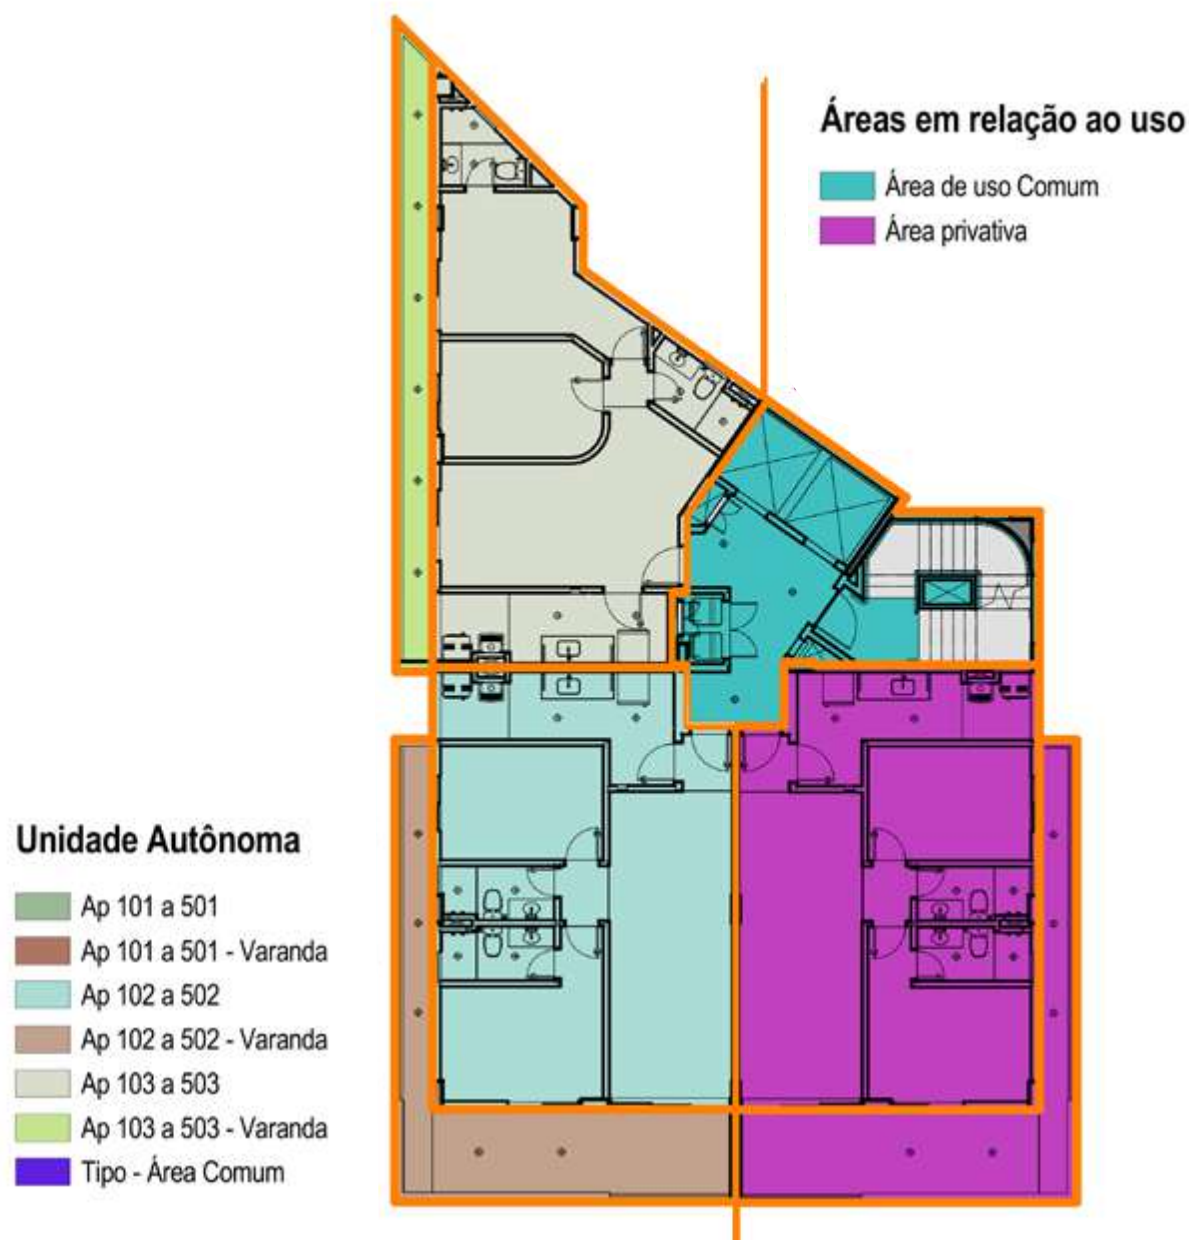 Áreas em relação ao uso
Área de uso Comum
Área privativa
Unidade Autônoma
Ap 101 a 501
Ap 101 a 501 - Varanda
Ap 102 a 502
Ap 102 a 502 - Varanda
Ap 103 a 503
Ap 103 a 503 - Varanda
Tipo - Área Comum